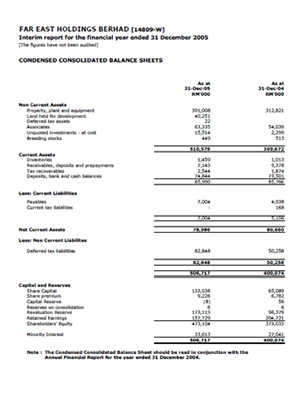 FAR EAST HOLDINGS BERHAD [14809-W]
Interim report for the financial year ended 31 December 2005
[The figures have not been audited]
CONDENSED CONSOLIDATED BALANCE SHEETS
As at As at
31-Dec-05 31-Dec-04
RM'000 RM'000
Non Current Assets
Property, plant and equipment 391,008 312,821
Land held for development 40,251
Deferred tax assets 22
Associates 63,335 54,039
Unquoted investments - at cost 15,514 2,299
Breeding stocks 449 513
510,579 369,672
Current Assets
Inventories 1,459 1,013
Receivables, deposits and prepayments 7,143 9,378
Tax recoverables 2,544 1,874
Deposits, bank and cash balances 74,844 73,501
85,990 85,766
Less: Current Liabilities
Payables 7,004 4,938
Current tax liabilities 168
7,004 5,106
Net Current Assets 78,986 80,660
Less: Non Current Liabilities
Deferred tax liabilities 82,848 50,258
82,848 50,258
506,717 400,074
Capital and Reserves
Share Capital 133,038 65,089
Share premium 9,226 6,782
Capital Reserve (8) 56
Reserves on consolidation 6 6
Revaluation Reserve 173,113 96,379
Retained Earnings 157,729 204,721
Shareholders' Equity 473,104 373,033
Minority Interest 33,613 27,041
506,717 400,074
Note : The Condensed Consolidated Balance Sheet should be read in conjunction with the
Annual Financial Report for the year ended 31 December 2004.